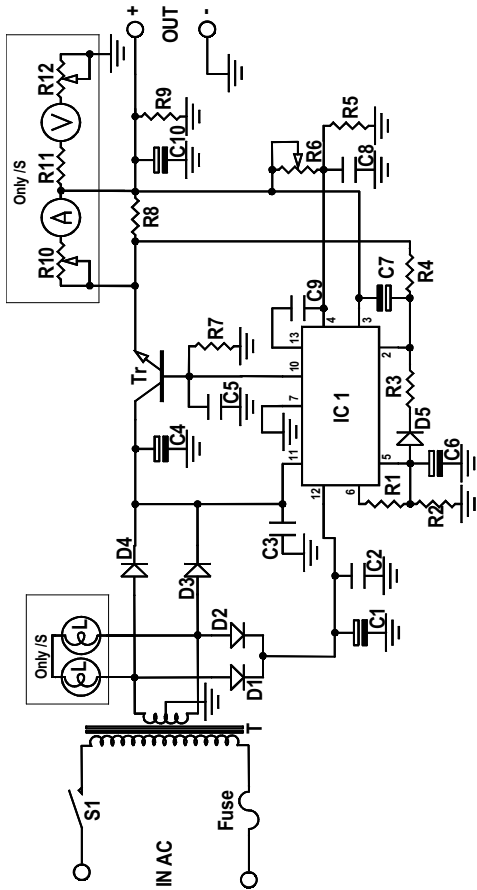 IN AC
S1
Fuse
T
Only /S
L
L
D1
D2
D3
D4
C1
C2
C3
C4
Tr
C5
R7
IC 1
12
11
7
10
13
6
5
2
3
4
R1
R2
C6
D5
R3
R4
C7
C9
C8
R5
R6
R8
C10
R9
Only /S
R10
A
R11
V
R12
+
OUT
-